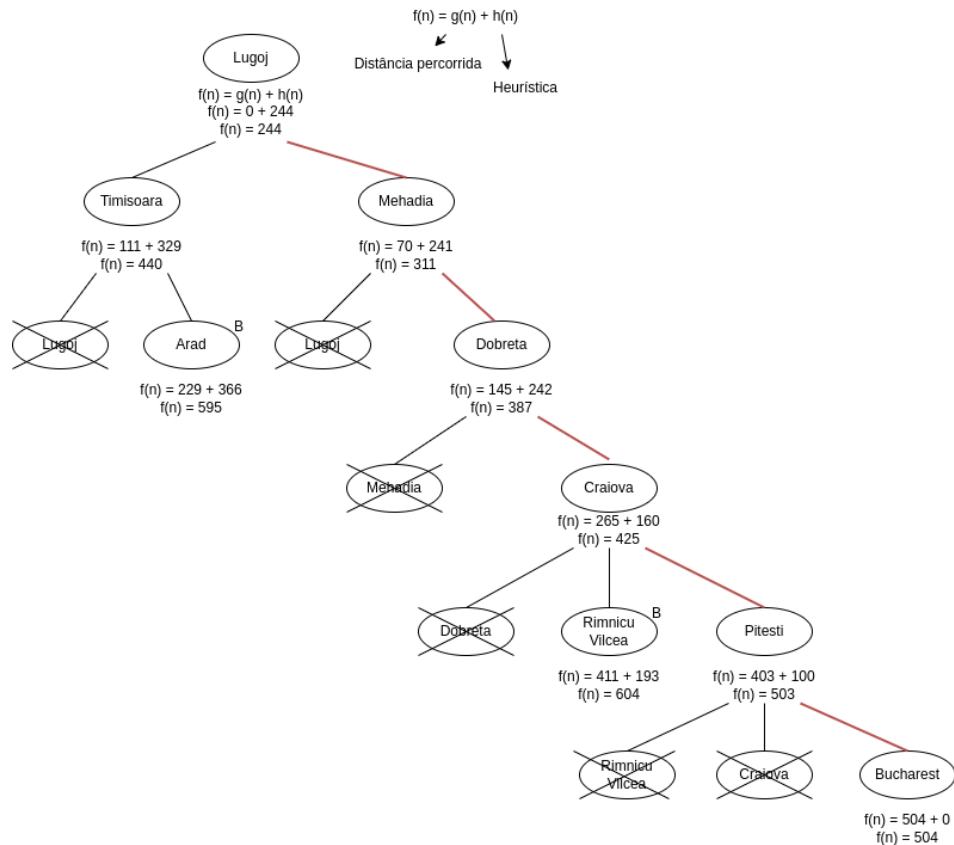 f(n) = g(n) + h(n)
Distância percorrida
Heurística
Lugoj
f(n) = g(n) + h(n)
f(n) = 0 + 244
f(n) = 244
Timisoara
f(n) = 111 + 329
f(n) = 440
Mehadia
f(n) = 70 + 241
f(n) = 311
Lugoj
Arad
B
f(n) = 229 + 366
f(n) = 595
Lugoj
Dobreta
f(n) = 145 + 242
f(n) = 387
Mehadia
Craiova
f(n) = 265 + 160
f(n) = 425
Dobreta
Rimnicu
Vilcea
B
f(n) = 411 + 193
f(n) = 604
Pitesti
f(n) = 403 + 100
f(n) = 503
Rimnicu
Vilcea
Craiova
Bucharest
f(n) = 504 + 0
f(n) = 504